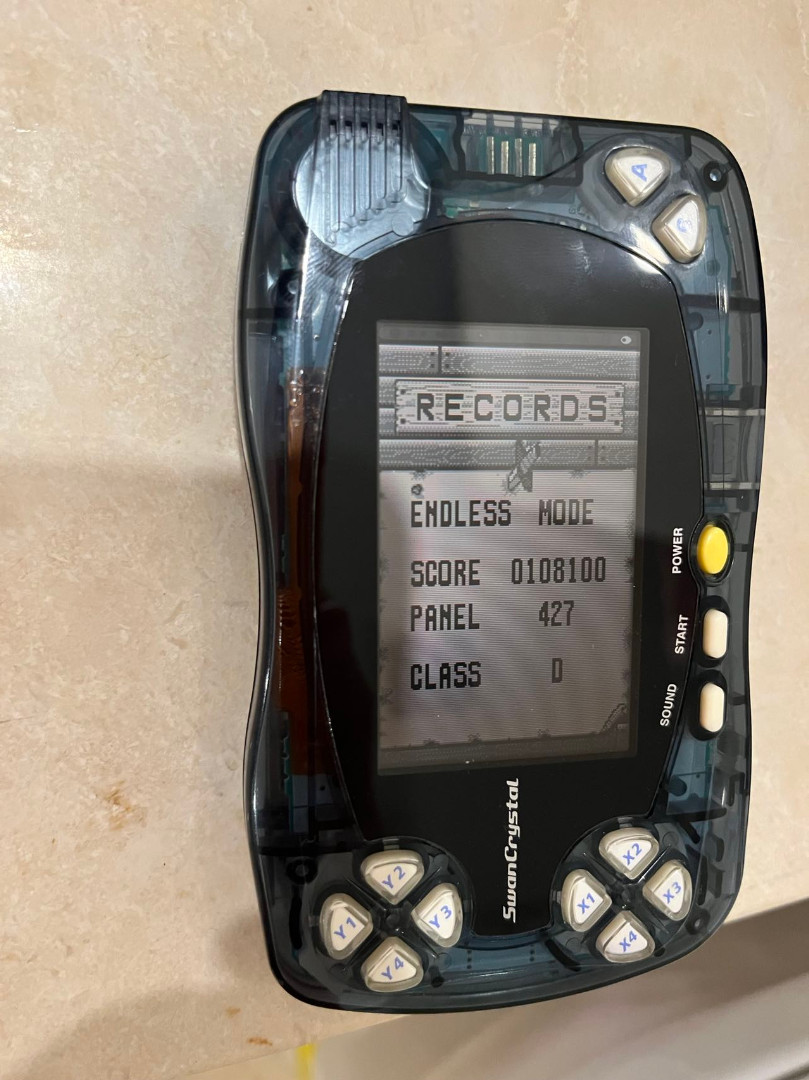 RECORDS
ENDLESS MODE
SCORE 0108100
PANEL 427
CLASS D
A
POWER
START
SOUND
SwanCrystal
Y1
Y2
Y3
Y4
X1
X2
X3
X4